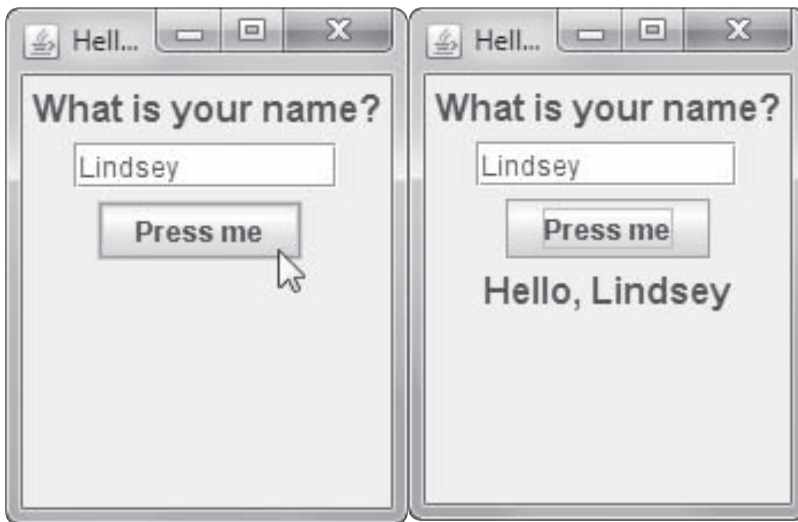 Hell...
What is your name?
Lindsey
Press me
Hell...
What is your name?
Lindsey
Press me
Hello, Lindsey